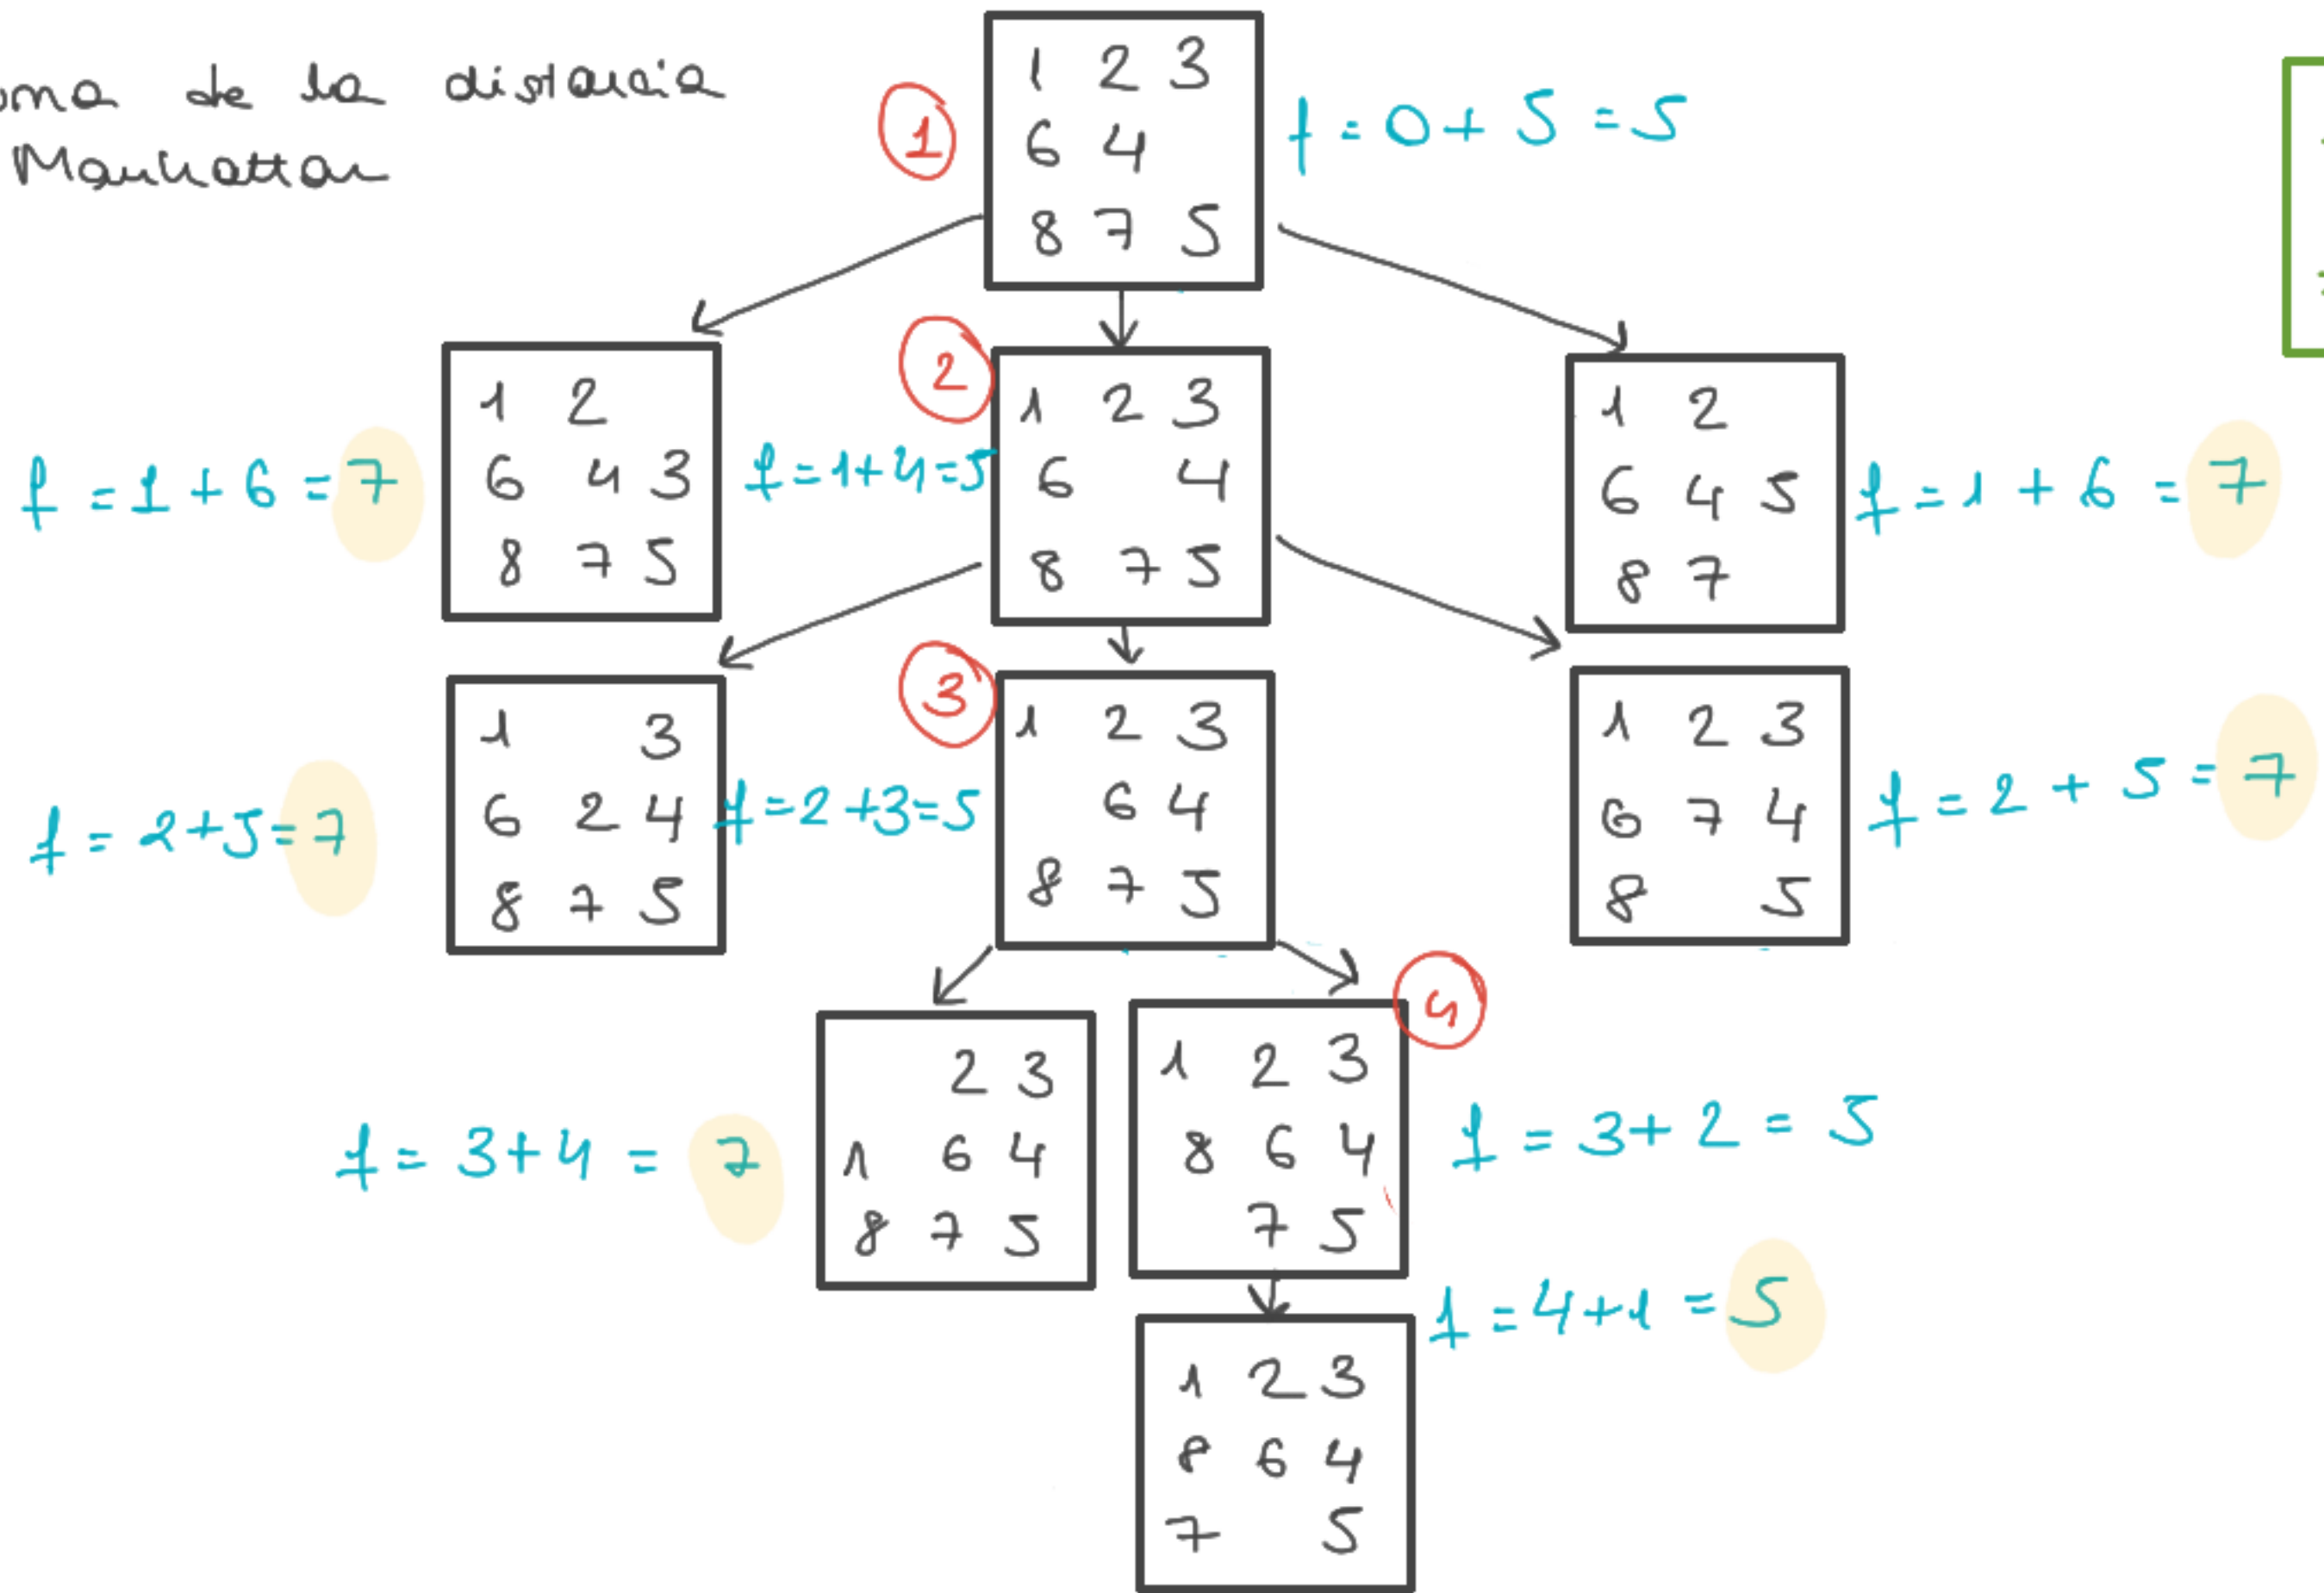 de la distancia
Manhattan
1
1 2 3
6 4
8 7 5
f = 0 + 5 = 5
f = 1 + 6 = 7
1 2
6 4 3
8 7 5
2
f = 1 + 4 = 5
1 2 3
6 4
8 7 5
1 2
6 4 5
8 7
f = 1 + 6 = 7
f = 2 + 5 = 7
1 3
6 2 4
8 7 5
3
f = 2 + 3 = 5
1 2 3
6 4
8 7 5
1 2 3
6 7 4
8 5
f = 2 + 5 = 7
f = 3 + 4 = 7
2 3
1 6 4
8 7 5
4
1 2 3
8 6 4
7 5
f = 3 + 2 = 5
f = 4 + 1 = 5
1 2 3
8 6 4
7 5